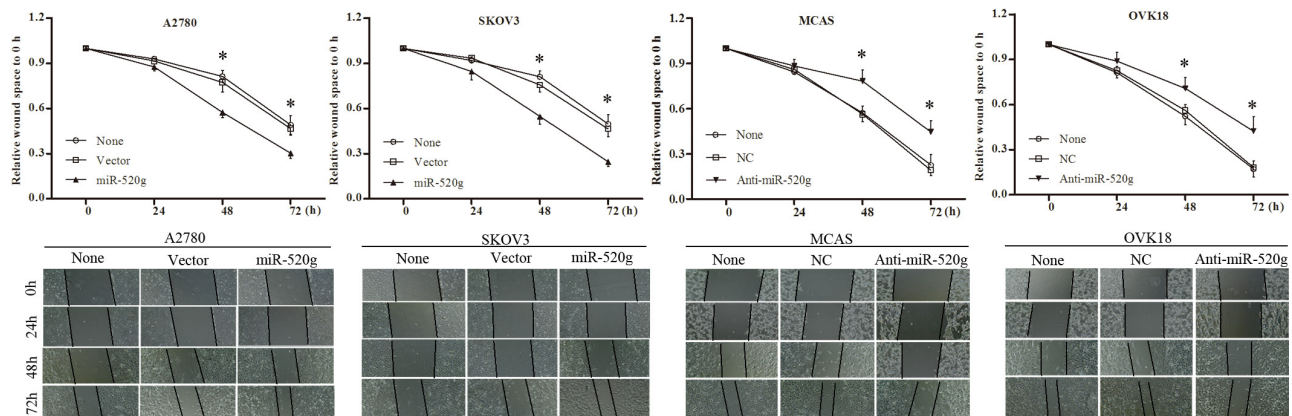 A2780
Relative wound space to 0 h
1.2
0.9
0.6
0.3
0.0
*
*
None
Vector
miR-520g
0
24
48
72 (h)
SKOV3
Relative wound space to 0 h
1.2
0.9
0.6
0.3
0.0
*
*
None
Vector
miR-520g
0
24
48
72 (h)
MCAS
Relative wound space to 0 h
1.2
0.9
0.6
0.3
0.0
*
*
None
NC
Anti-miR-520g
0
24
48
72 (h)
OVK18
Relative wound space to 0 h
1.2
0.9
0.6
0.3
0.0
*
*
None
NC
Anti-miR-520g
0
24
48
72 (h)
A2780
None Vector miR-520g
0h
24h
48h
72h
SKOV3
None Vector miR-520g
MCAS
None NC Anti-miR-520g
OVK18
None NC Anti-miR-520g